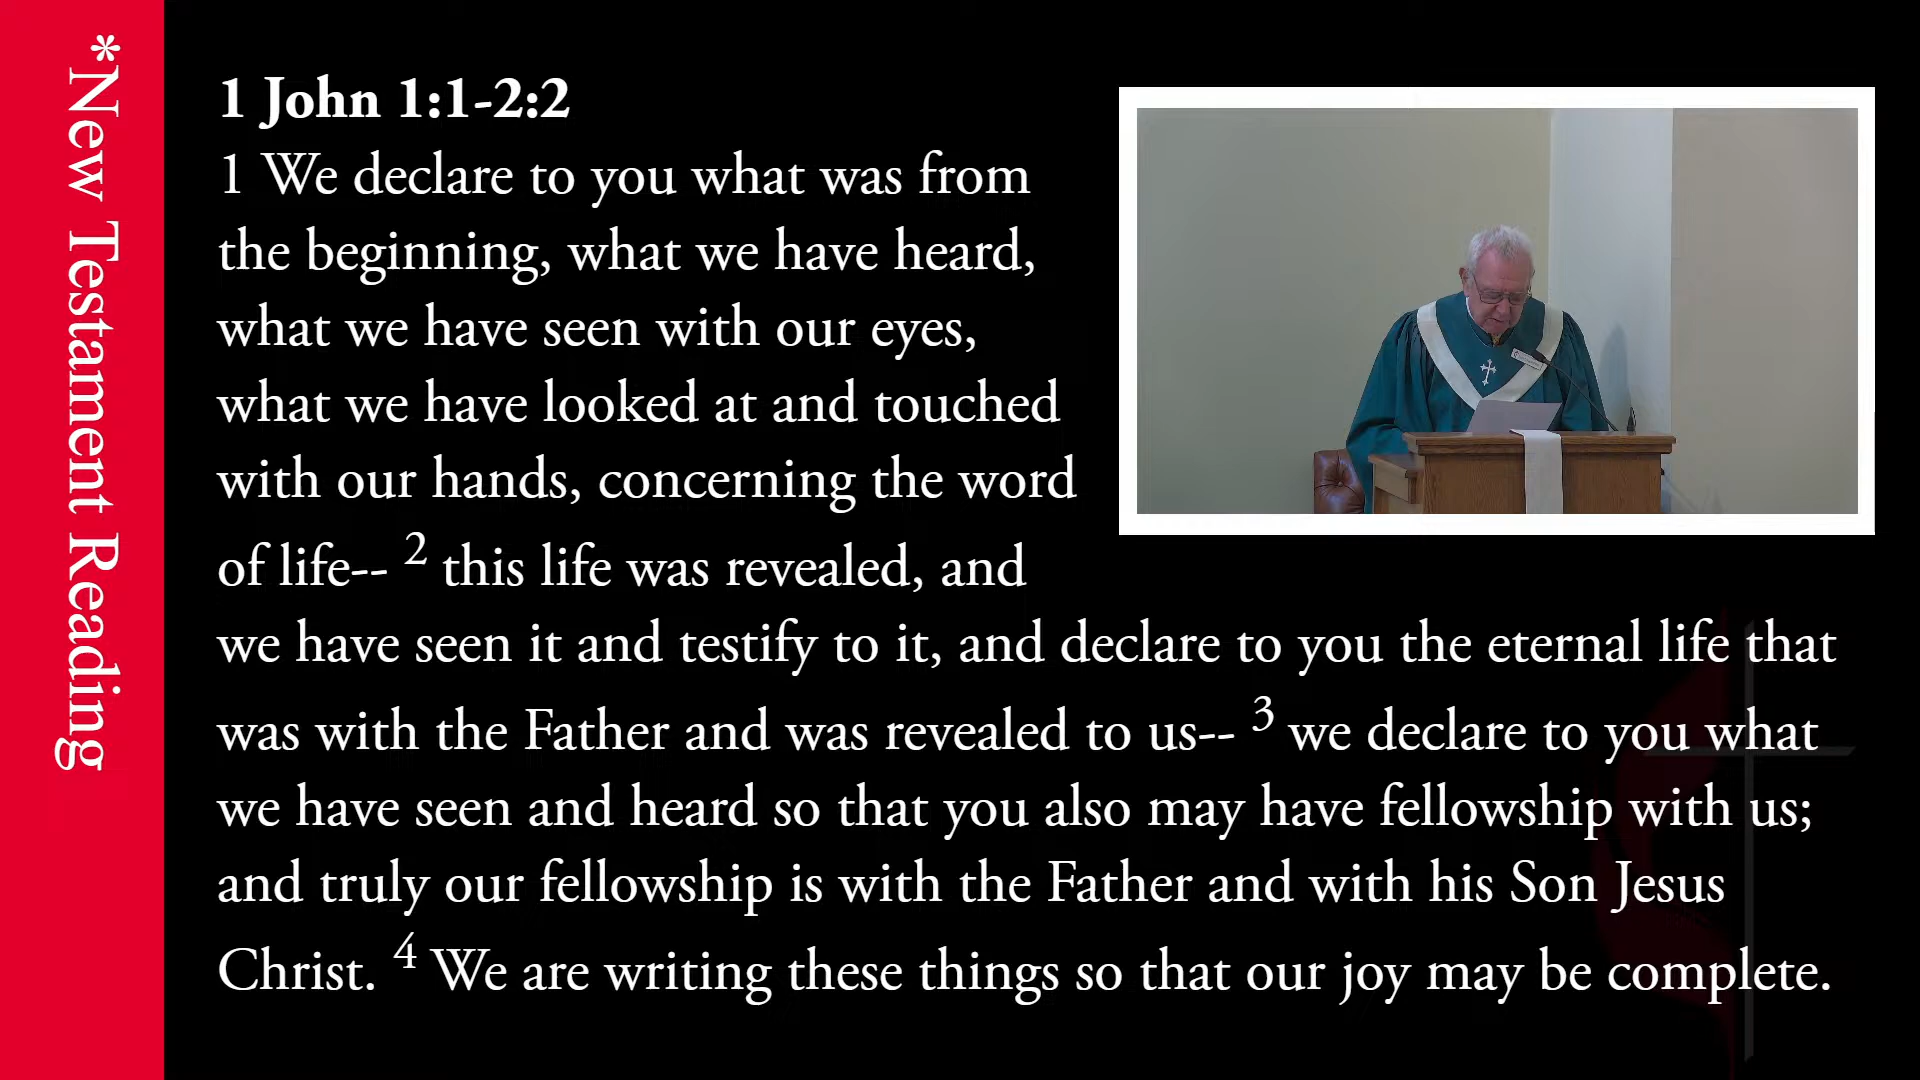 *New Testament Reading
1 John 1:1-2:2
1 We declare to you what was from
the beginning, what we have heard,
what we have seen with our eyes,
what we have looked at and touched
with our hands, concerning the word
of life-- 2 this life was revealed, and
we have seen it and testify to it, and declare to you the eternal life that
was with the Father and was revealed to us-- 3 we declare to you what
we have seen and heard so that you also may have fellowship with us;
and truly our fellowship is with the Father and with his Son Jesus
Christ. 4 We are writing these things so that our joy may be complete.